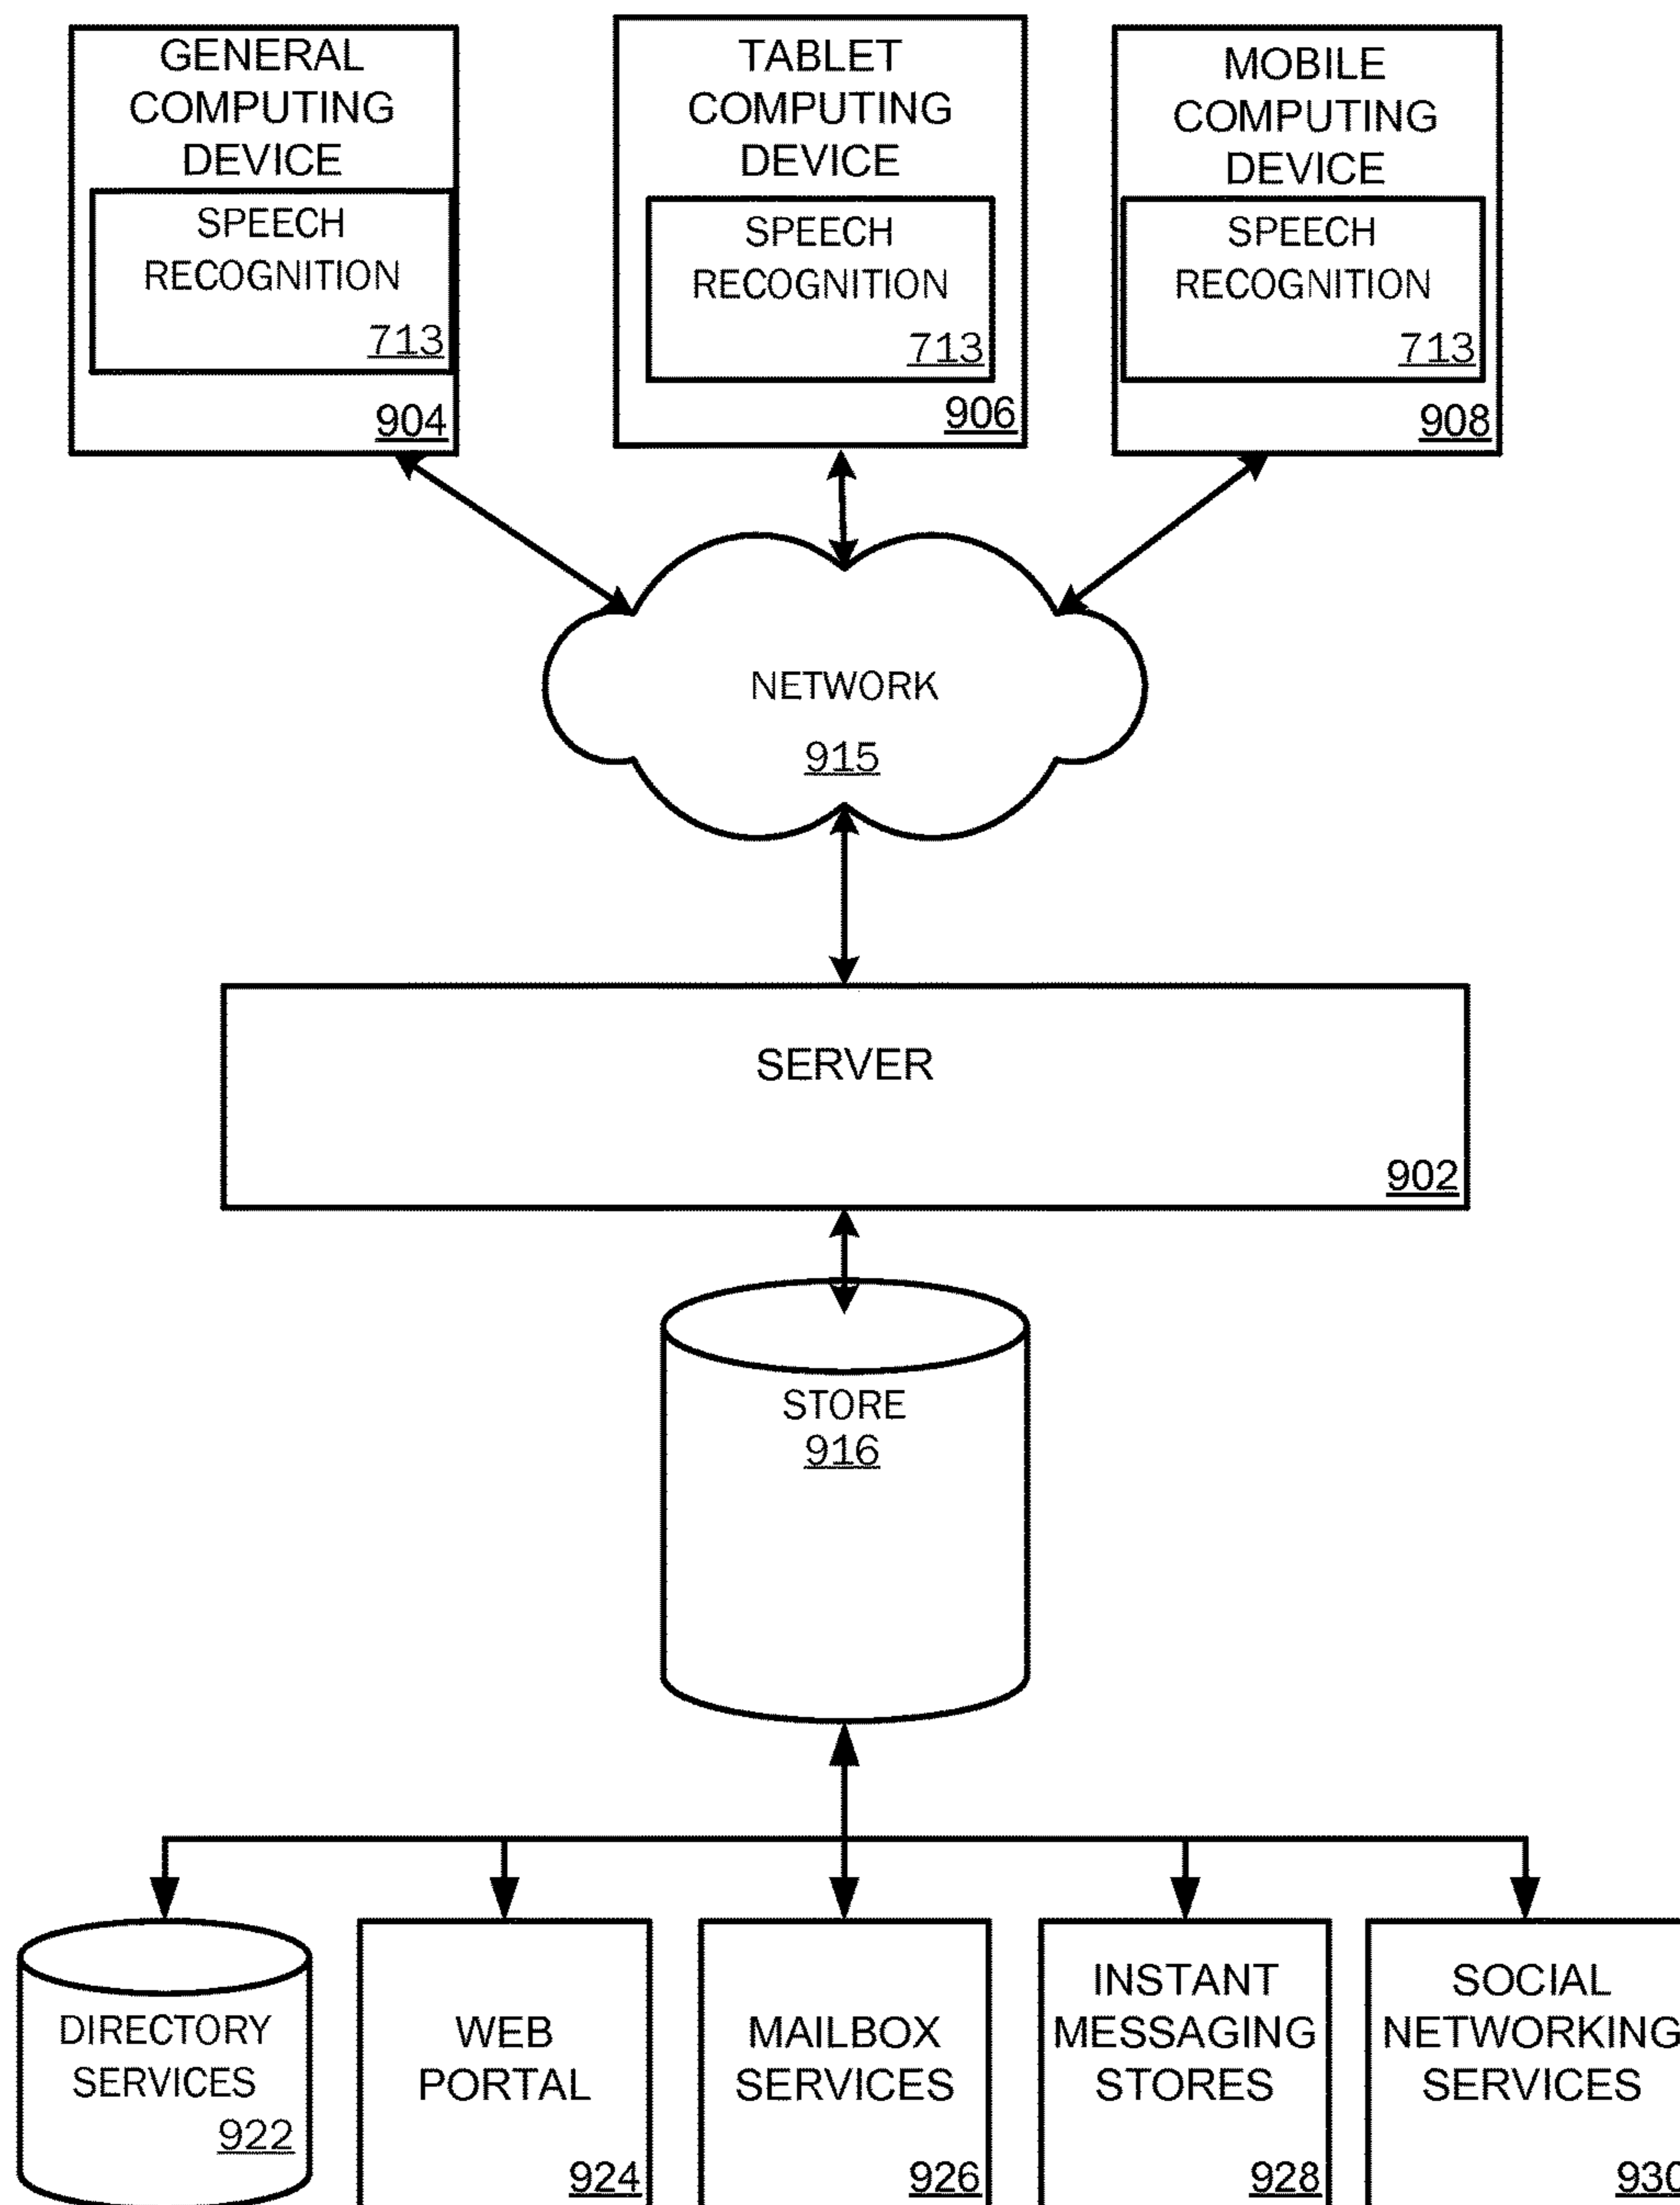 GENERAL
COMPUTING
DEVICE
SPEECH
RECOGNITION
713
904
TABLET
COMPUTING
DEVICE
SPEECH
RECOGNITION
713
906
MOBILE
COMPUTING
DEVICE
SPEECH
RECOGNITION
713
908
NETWORK
915
SERVER
902
STORE
916
DIRECTORY
SERVICES
922
WEB
PORTAL
924
MAILBOX
SERVICES
926
INSTANT
MESSAGING
STORES
928
SOCIAL
NETWORKING
SERVICES
930